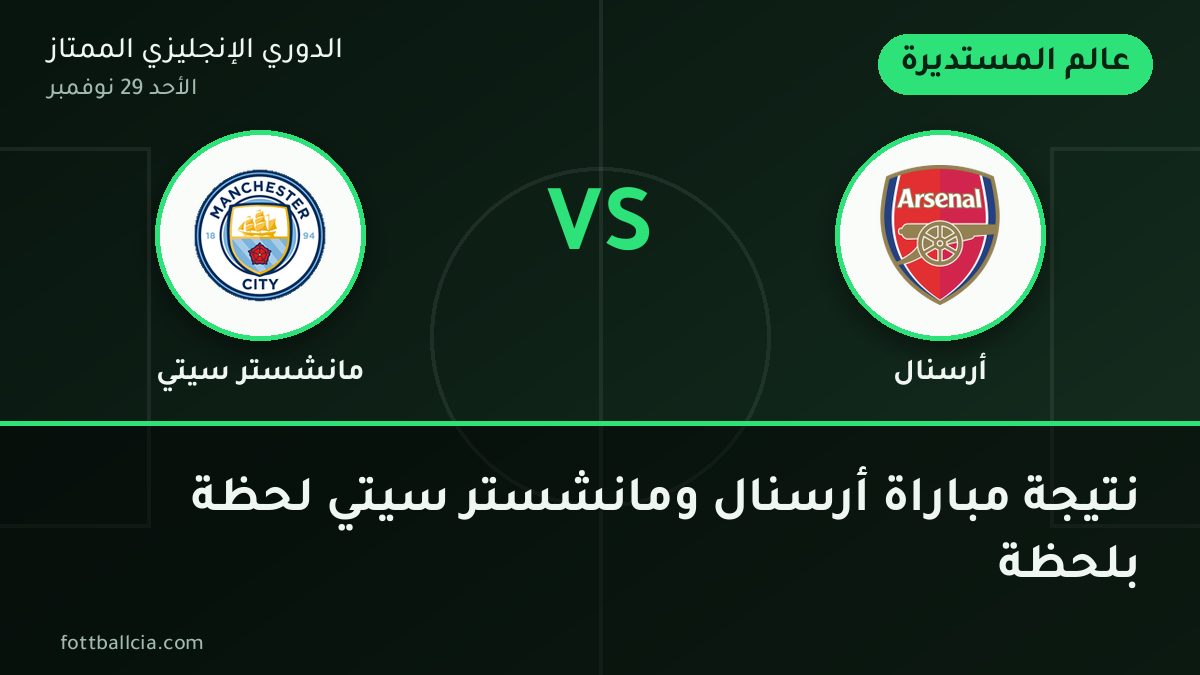 عالم المستديرة
الدوري الإنجليزي الممتاز
الأحد 29 نوفمبر
Arsenal
VS
MANCHESTER
18 94
CITY
أرسنال
مانشستر سيتي
نتيجة مباراة أرسنال ومانشستر سيتي لحظة
بلحظة
fottballcia.com